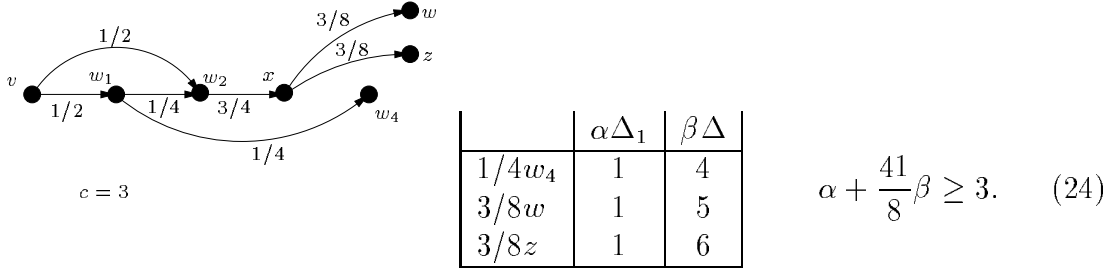 w
3/8
3/8
z
1/2
v
w₁
w₂
x
1/2
1/4
3/4
w₄
1/4
c = 3
αΔ₁ βΔ
1/4w₄ 1 4
3/8w 1 5
3/8z 1 6
α + 41/8 β ≥ 3. (24)